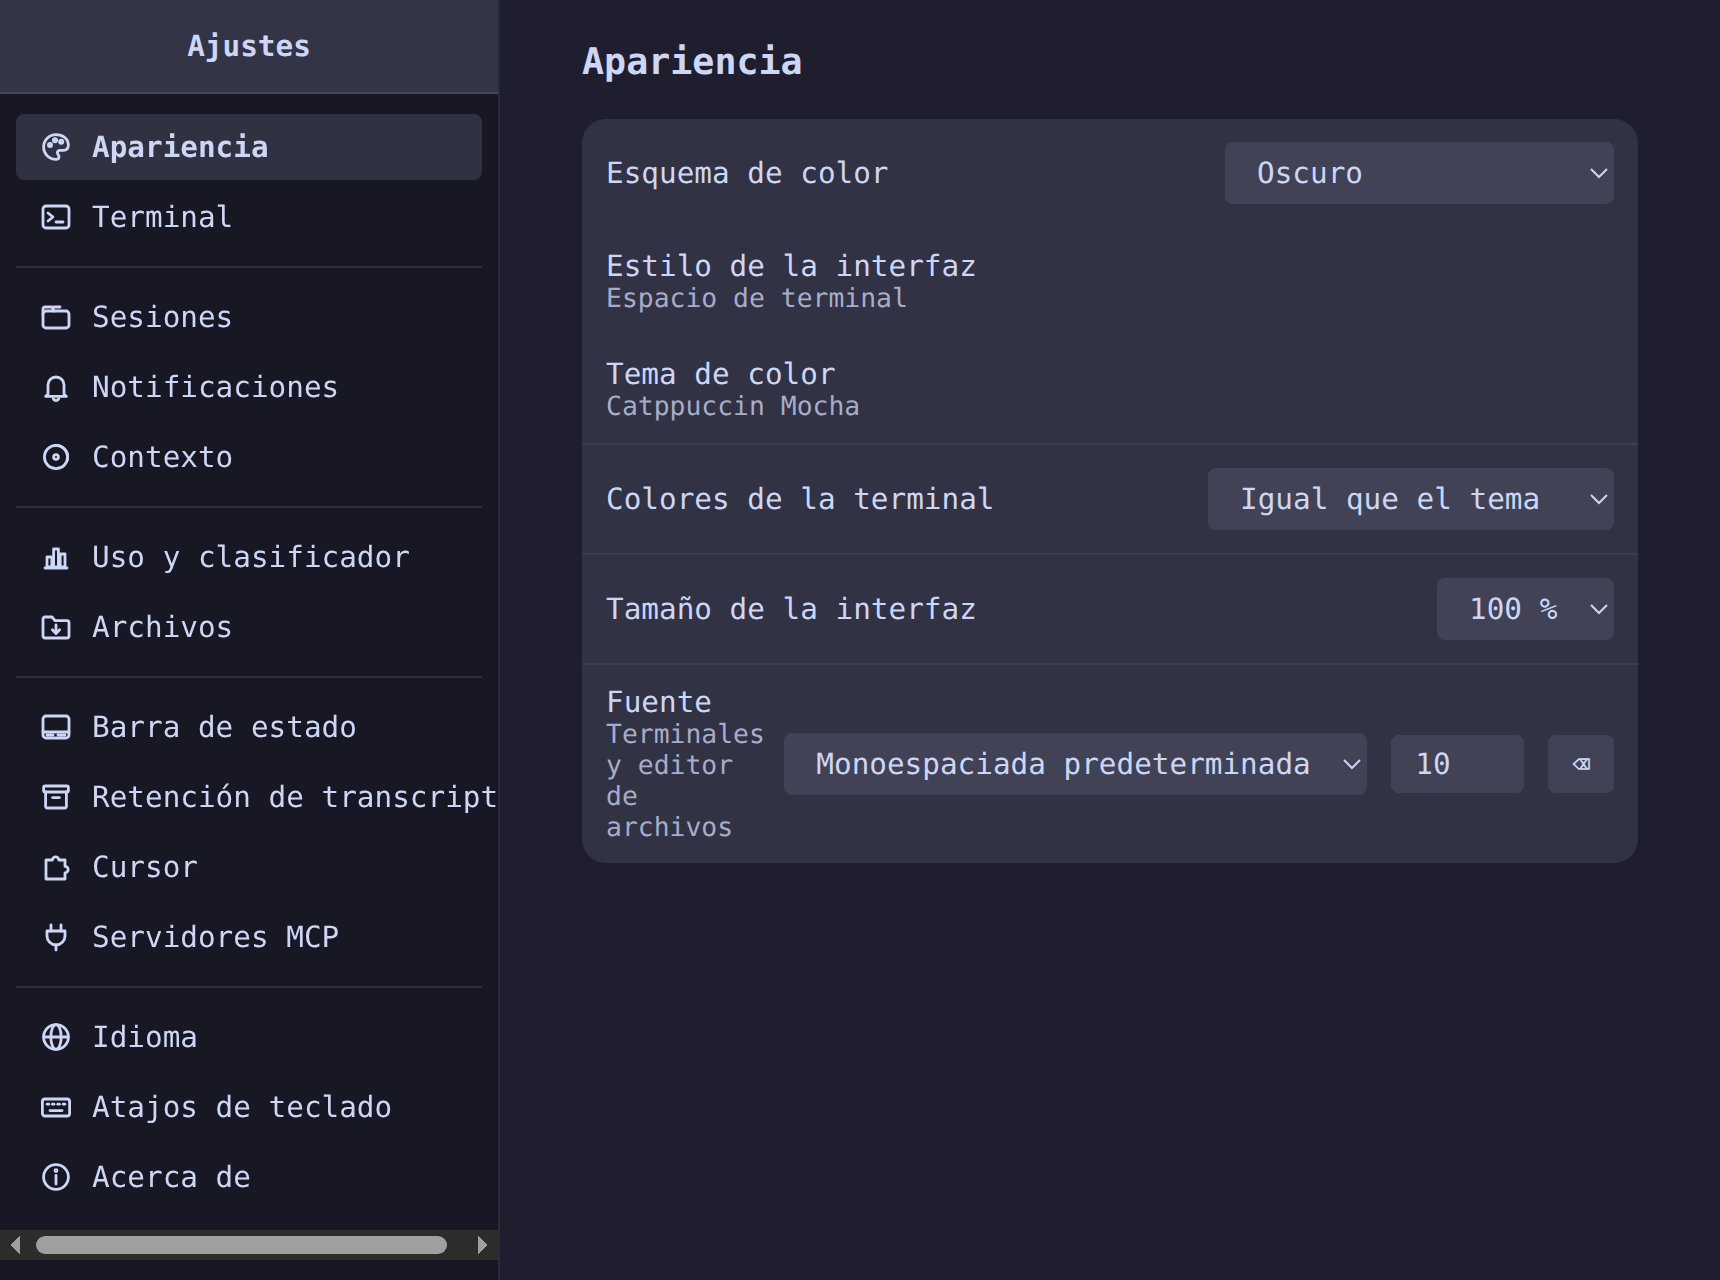 Ajustes
Apariencia
Terminal
Sesiones
Notificaciones
Contexto
Uso y clasificador
Archivos
Barra de estado
Retención de transcript
Cursor
Servidores MCP
Idioma
Atajos de teclado
Acerca de
Apariencia
Esquema de color
Oscuro
Estilo de la interfaz
Espacio de terminal
Tema de color
Catppuccin Mocha
Colores de la terminal
Igual que el tema
Tamaño de la interfaz
100 %
Fuente
Terminales
y editor
de
archivos
Monoespaciada predeterminada
10